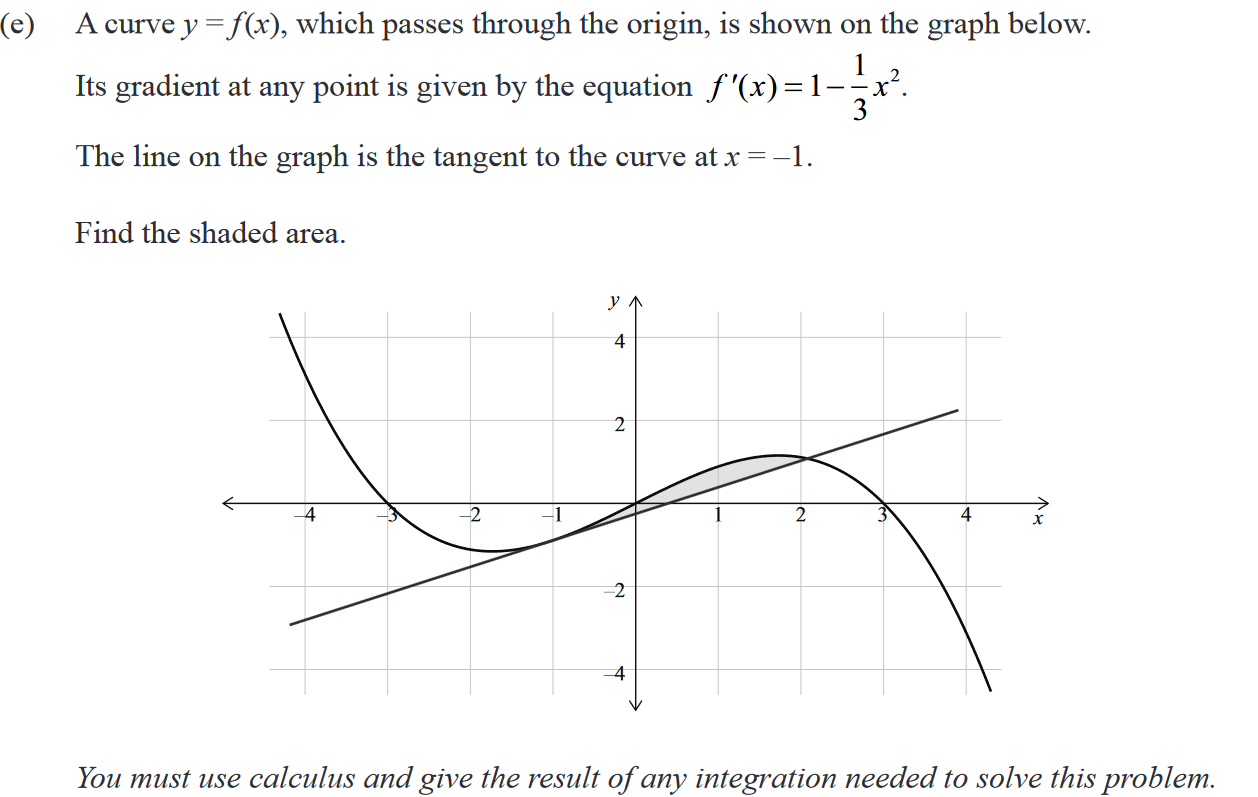 (e) A curve y = f(x), which passes through the origin, is shown on the graph below.
Its gradient at any point is given by the equation f′(x) = 1 − 1/3 x².
The line on the graph is the tangent to the curve at x = –1.
Find the shaded area.
y
4
2
–4 –3 –2 –1 1 2 3 4 x
–2
–4
You must use calculus and give the result of any integration needed to solve this problem.